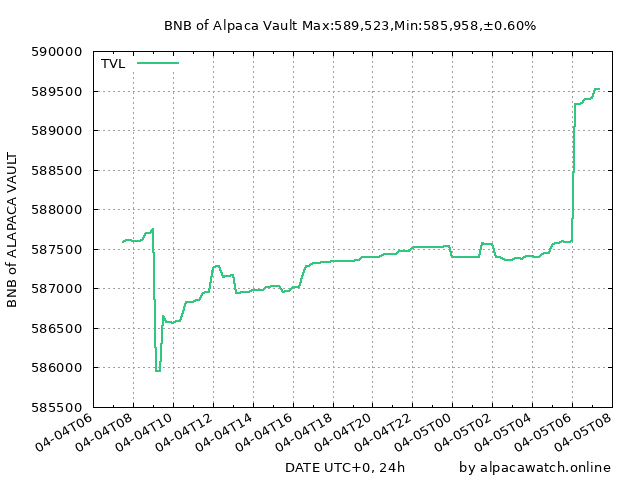 BNB of Alpaca Vault Max:589,523,Min:585,958,±0.60%
TVL
590000
589500
589000
588500
588000
587500
587000
586500
586000
585500
BNB of ALAPACA VAULT
04-04T06
04-04T08
04-04T10
04-04T12
04-04T14
04-04T16
04-04T18
04-04T20
04-04T22
04-05T00
04-05T02
04-05T04
04-05T06
04-05T08
DATE UTC+0, 24h
by alpacawatch.online